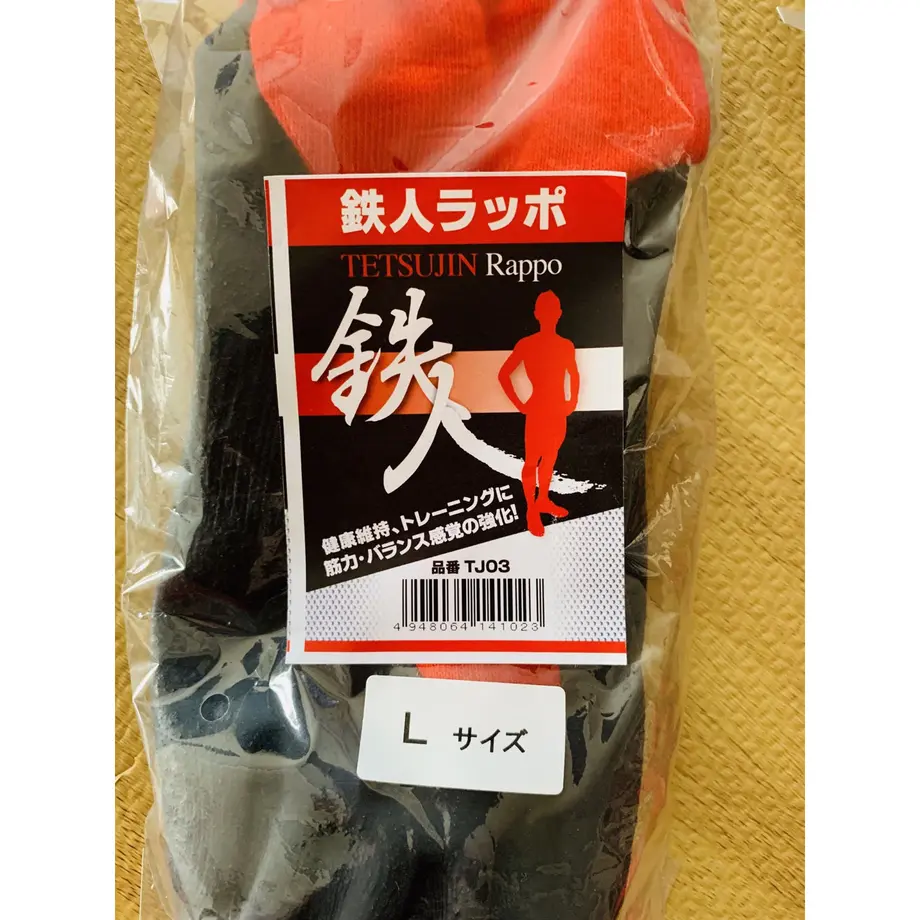 鉄人ラッポ
TETSUJIN Rappo
鉄人
健康維持、トレーニングに
筋力・バランス感覚の強化!
品番 TJ03
4 948064 141023
L サイズ